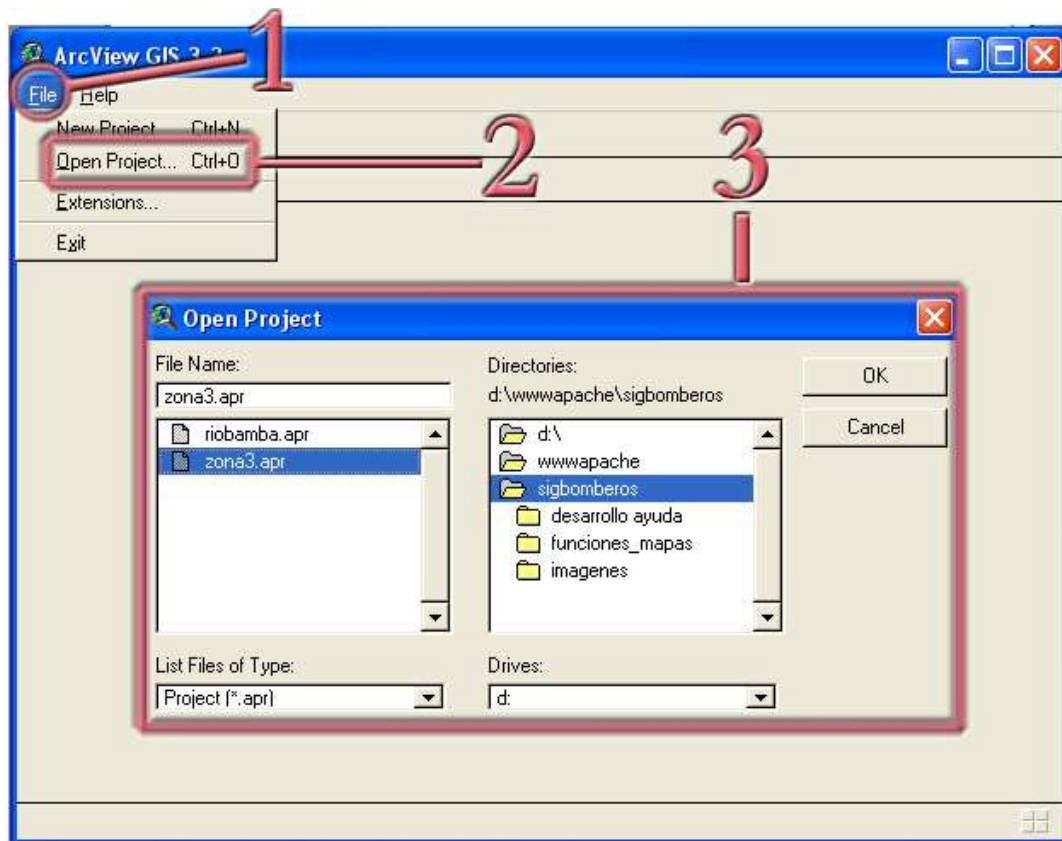 ArcView GIS 3.3
1
File Help
New Project Ctrl+N
Open Project... Ctrl+O
2
3
Extensions...
Exit
Open Project
File Name:
zona3.apr
riobamba.apr
zona3.apr
Directories:
d:\wwwapache\sigbomberos
d:\
wwwapache
sigbomberos
desarrollo ayuda
funciones_mapas
imagenes
OK
Cancel
List Files of Type:
Project (*.apr)
Drives:
d: